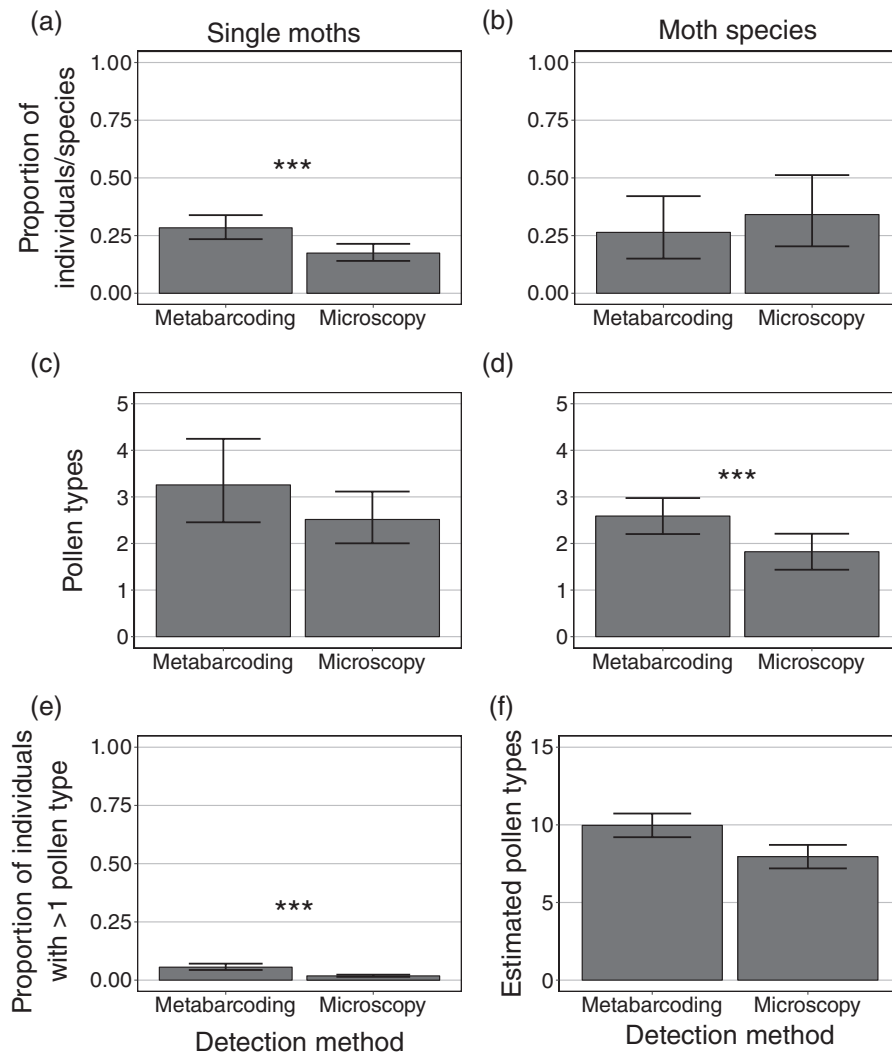 (a)
Single moths
(b)
Moth species
Proportion of
individuals/species
1.00
0.75
0.50
0.25
0.00
***
Metabarcoding
Microscopy
1.00
0.75
0.50
0.25
0.00
Metabarcoding
Microscopy
(c)
Pollen types
5
4
3
2
1
0
Metabarcoding
Microscopy
(d)
5
4
3
2
1
0
***
Metabarcoding
Microscopy
(e)
Proportion of individuals
with >1 pollen type
1.00
0.75
0.50
0.25
0.00
***
Metabarcoding
Microscopy
Detection method
(f)
Estimated pollen types
15
10
5
0
Metabarcoding
Microscopy
Detection method